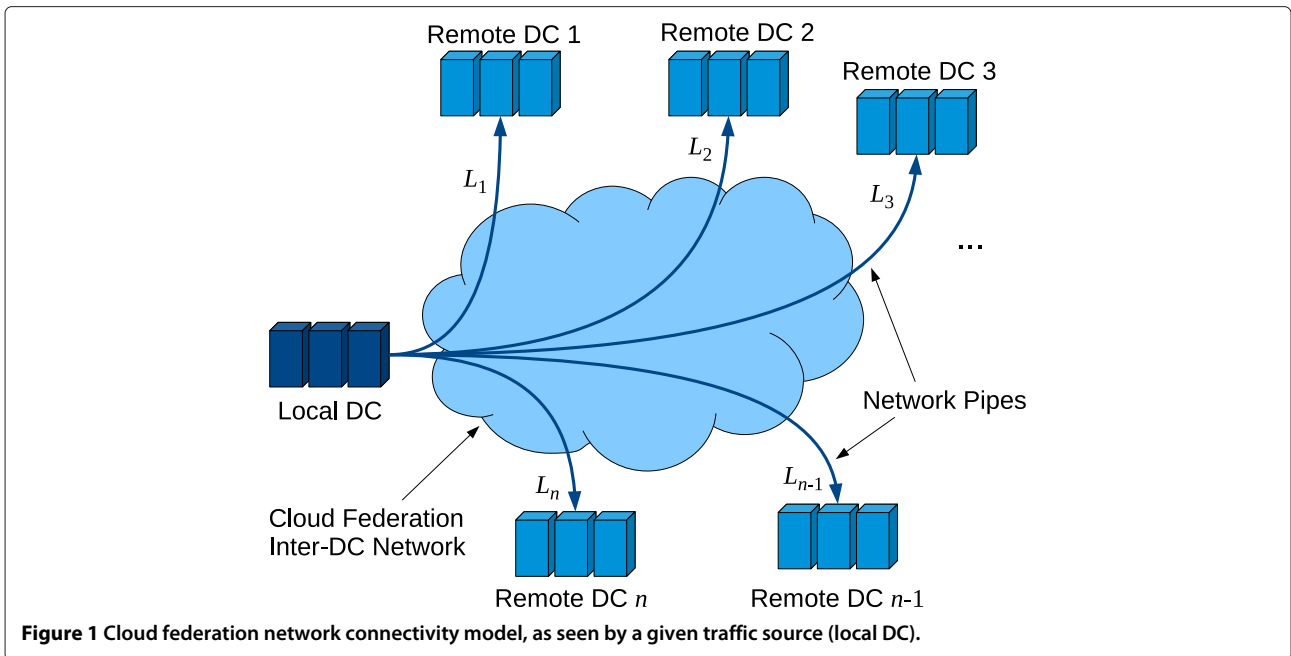 Remote DC 1
Remote DC 2
Remote DC 3
L1
L2
L3
...
Local DC
Network Pipes
Ln
Ln-1
Cloud Federation
Inter-DC Network
Remote DC n
Remote DC n-1
Figure 1 Cloud federation network connectivity model, as seen by a given traffic source (local DC).